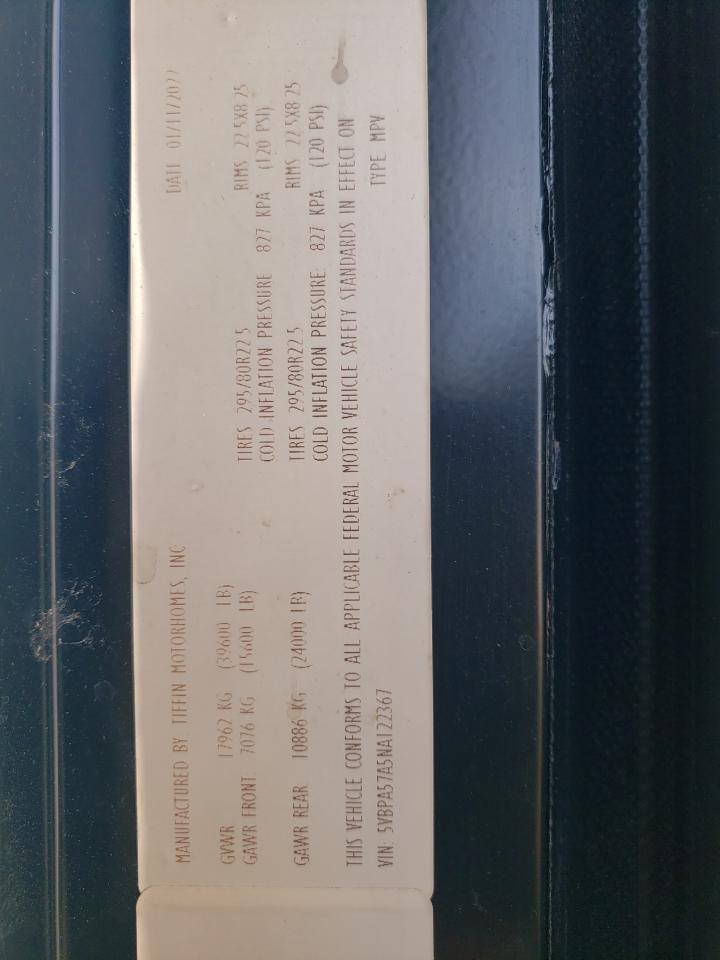 MANUFACTURED BY TIFFIN MOTORHOMES, INC DATE 01/11/2022
GVWR 17962 KG (39600 LB)
GAWR FRONT 7076 KG (15600 LB) TIRES 295/80R22 5 RIMS 22 5X8 25
COLD INFLATION PRESSURE 827 KPA (120 PSI)
GAWR REAR 10886 KG (24000 LB) TIRES 295/80R22 5 RIMS 22 5X8 25
COLD INFLATION PRESSURE 827 KPA (120 PSI)
THIS VEHICLE CONFORMS TO ALL APPLICABLE FEDERAL MOTOR VEHICLE SAFETY STANDARDS IN EFFECT ON
VIN: 5VBPA57A5NA122367 TYPE MPV